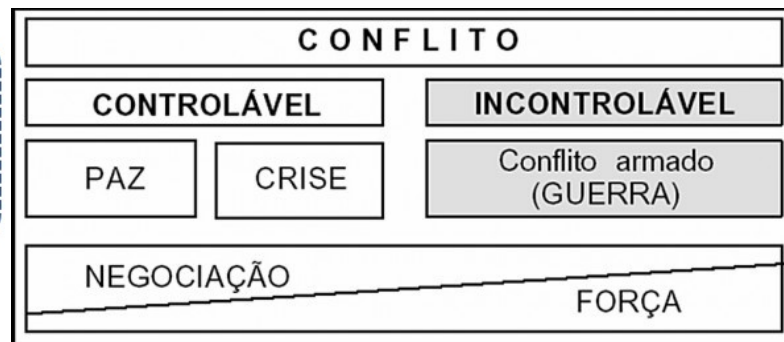 CONFLITO
CONTROLÁVEL
INCONTROLÁVEL
PAZ
CRISE
Conflito armado
(GUERRA)
NEGOCIAÇÃO
FORÇA